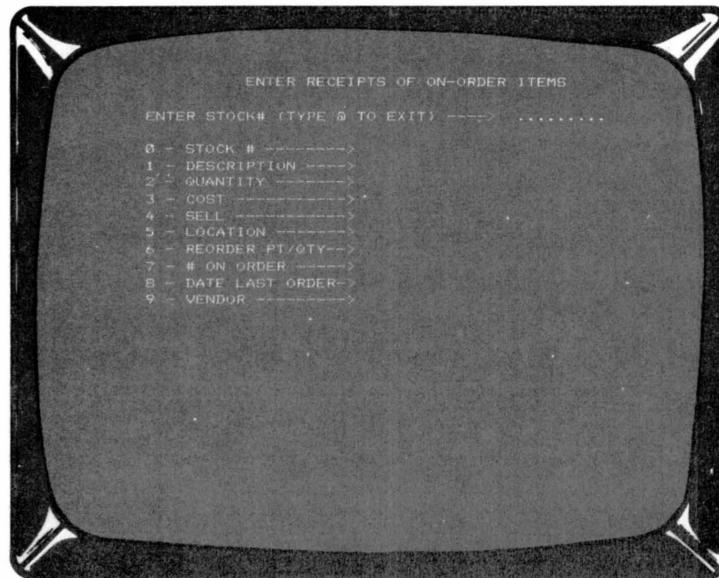 ENTER RECEIPTS OF ON-ORDER ITEMS
ENTER STOCK# (TYPE @ TO EXIT) ----> .........
0 - STOCK # --------->
1 - DESCRIPTION ----->
2 - QUANTITY -------->
3 - COST ------------>
4 - SELL ------------>
5 - LOCATION -------->
6 - REORDER PT/QTY-->
7 - # ON ORDER ------>
8 - DATE LAST ORDER->
9 - VENDOR ---------->